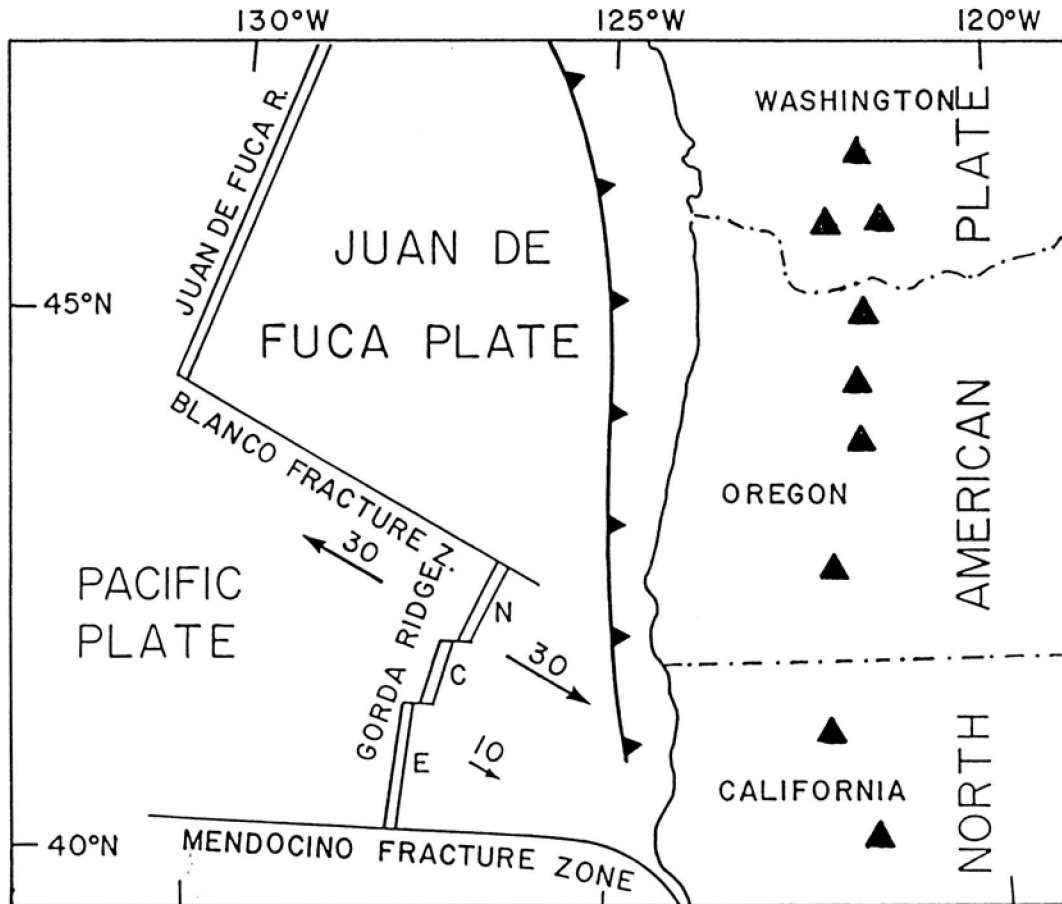 130°W
125°W
120°W
WASHINGTON
JUAN DE FUCA R.
PLATE
JUAN DE
FUCA PLATE
45°N
BLANCO FRACTURE Z.
AMERICAN
OREGON
30
PACIFIC
PLATE
GORDA RIDGE
N
30
C
10
E
NORTH
CALIFORNIA
40°N
MENDOCINO FRACTURE ZONE